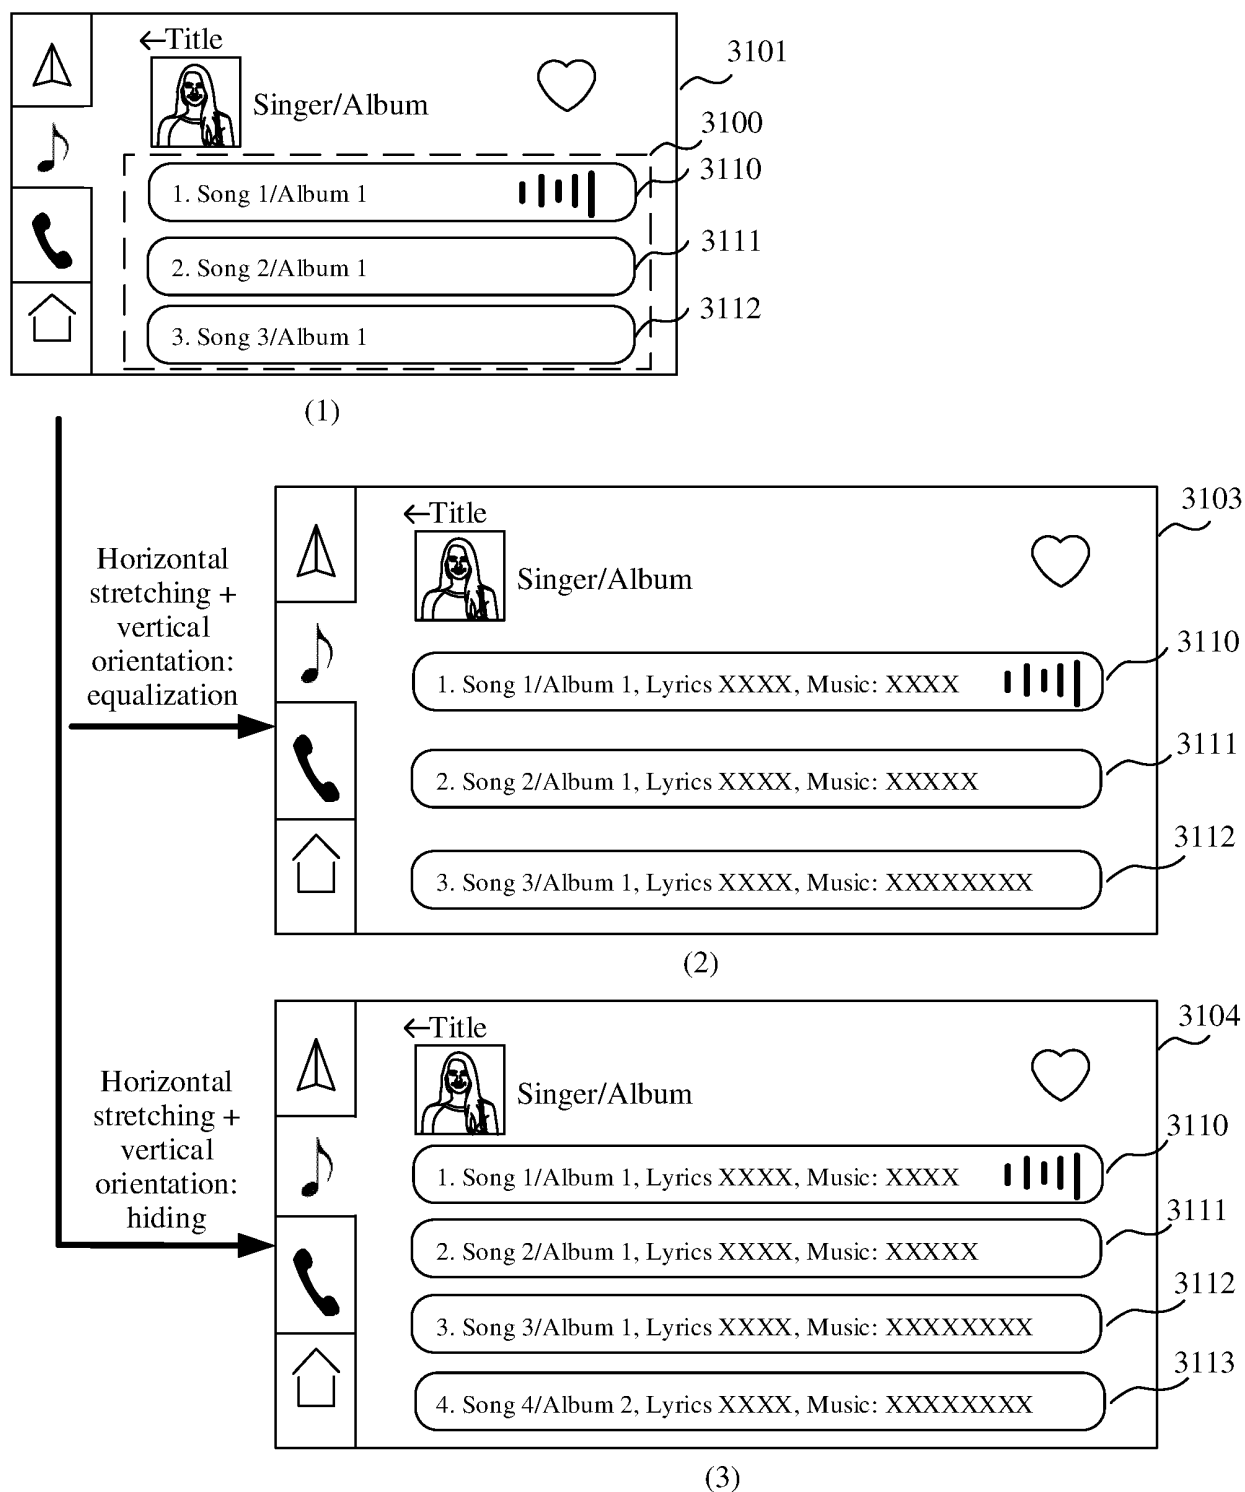 ←Title
3101
Singer/Album
3100
1. Song 1/Album 1
3110
2. Song 2/Album 1
3111
3. Song 3/Album 1
3112
(1)
Horizontal
stretching +
vertical
orientation:
equalization
←Title
3103
Singer/Album
1. Song 1/Album 1, Lyrics XXXX, Music: XXXX
3110
2. Song 2/Album 1, Lyrics XXXX, Music: XXXXX
3111
3. Song 3/Album 1, Lyrics XXXX, Music: XXXXXXXX
3112
(2)
Horizontal
stretching +
vertical
orientation:
hiding
←Title
3104
Singer/Album
1. Song 1/Album 1, Lyrics XXXX, Music: XXXX
3110
2. Song 2/Album 1, Lyrics XXXX, Music: XXXXX
3111
3. Song 3/Album 1, Lyrics XXXX, Music: XXXXXXXX
3112
4. Song 4/Album 2, Lyrics XXXX, Music: XXXXXXXX
3113
(3)